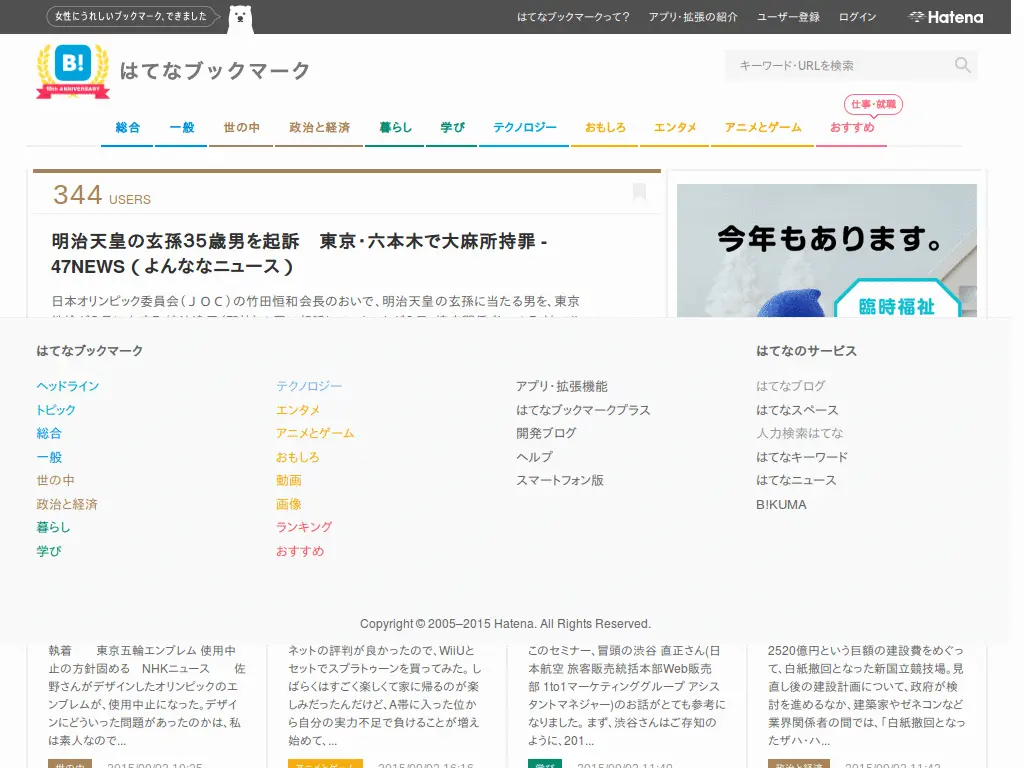 女性にうれしいブックマーク、できました
はてなブックマークって?
アプリ・拡張の紹介
ユーザー登録
ログイン
Hatena
B!
10th ANNIVERSARY
はてなブックマーク
キーワード・URLを検索
仕事・就職
総合
一般
世の中
政治と経済
暮らし
学び
テクノロジー
おもしろ
エンタメ
アニメとゲーム
おすすめ
344 USERS
明治天皇の玄孫35歳男を起訴 東京・六本木で大麻所持罪 -
47NEWS(よんななニュース)
日本オリンピック委員会(JOC)の竹田恒和会長のおいで、明治天皇の玄孫に当たる男を、東京
今年もあります。
臨時福祉
はてなブックマーク
ヘッドライン
トピック
総合
一般
世の中
政治と経済
暮らし
学び
テクノロジー
エンタメ
アニメとゲーム
おもしろ
動画
画像
ランキング
おすすめ
アプリ・拡張機能
はてなブックマークプラス
開発ブログ
ヘルプ
スマートフォン版
はてなのサービス
はてなブログ
はてなスペース
人力検索はてな
はてなキーワード
はてなニュース
B!KUMA
Copyright © 2005–2015 Hatena. All Rights Reserved.
執着 東京五輪エンブレム 使用中
止の方針固める NHKニュース 佐
野さんがデザインしたオリンピックのエ
ンブレムが、使用中止になった。デザイ
ンにどういった問題があったのかは、私
は素人なので...
世の中
2015/09/02 10:25
ネットの評判が良かったので、WiiUと
セットでスプラトゥーンを買ってみた。し
ばらくはすごく楽しくて家に帰るのが楽
しみだったんだけど、A帯に入った位か
ら自分の実力不足で負けることが増え
始めて、...
アニメとゲーム
2015/09/02 16:16
このセミナー、冒頭の渋谷 直正さん(日
本航空 旅客販売統括本部Web販売
部 1to1マーケティンググループ アシス
タントマネジャー)のお話がとても参考に
なりました。まず、渋谷さんはご存知の
ように、201...
学び
2015/09/02 11:40
2520億円という巨額の建設費をめぐっ
て、白紙撤回となった新国立競技場。見
直し後の建設計画について、政府が検
討を進めるなか、建築家やゼネコンなど
業界関係者の間では、「白紙撤回となっ
たザハ・ハ...
政治と経済
2015/09/02 11:42